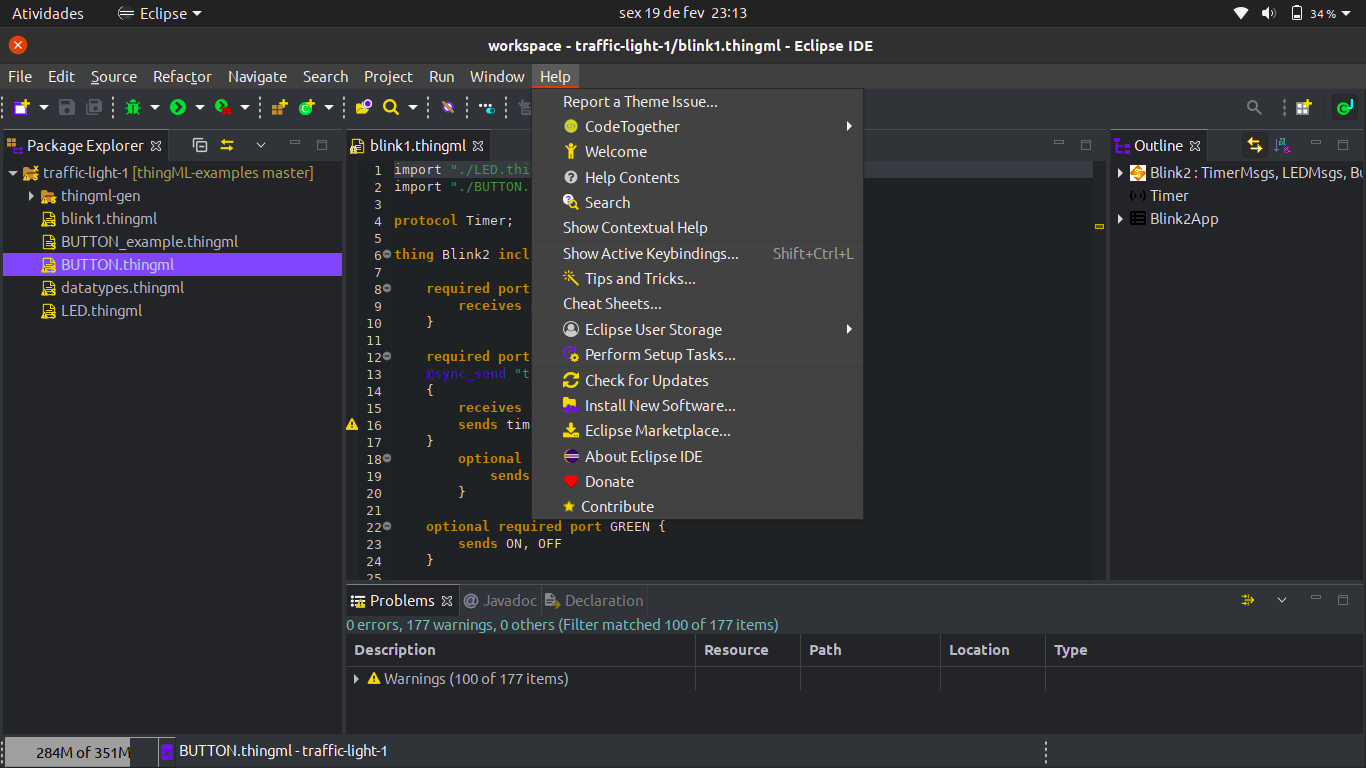 Atividades
Eclipse
sex 19 de fev 23:13
34 %
workspace - traffic-light-1/blink1.thingml - Eclipse IDE
File Edit Source Refactor Navigate Search Project Run Window Help
Package Explorer
traffic-light-1 [thingML-examples master]
thingml-gen
blink1.thingml
BUTTON_example.thingml
BUTTON.thingml
datatypes.thingml
LED.thingml
blink1.thingml
1 import "./LED.thi
2 import "./BUTTON.
3
4 protocol Timer;
5
6 thing Blink2 incl
7
8 required port
9 receives
10 }
11
12 required port
13 @sync_send "t
14 {
15 receives
16 sends tim
17 }
18 optional
19 sends
20 }
21
22 optional required port GREEN {
23 sends ON, OFF
24 }
25
Report a Theme Issue...
CodeTogether
Welcome
Help Contents
Search
Show Contextual Help
Show Active Keybindings... Shift+Ctrl+L
Tips and Tricks...
Cheat Sheets...
Eclipse User Storage
Perform Setup Tasks...
Check for Updates
Install New Software...
Eclipse Marketplace...
About Eclipse IDE
Donate
Contribute
Outline
Blink2 : TimerMsgs, LEDMsgs, Bu
Timer
Blink2App
Problems
Javadoc
Declaration
0 errors, 177 warnings, 0 others (Filter matched 100 of 177 items)
Description Resource Path Location Type
Warnings (100 of 177 items)
284M of 351M
BUTTON.thingml - traffic-light-1